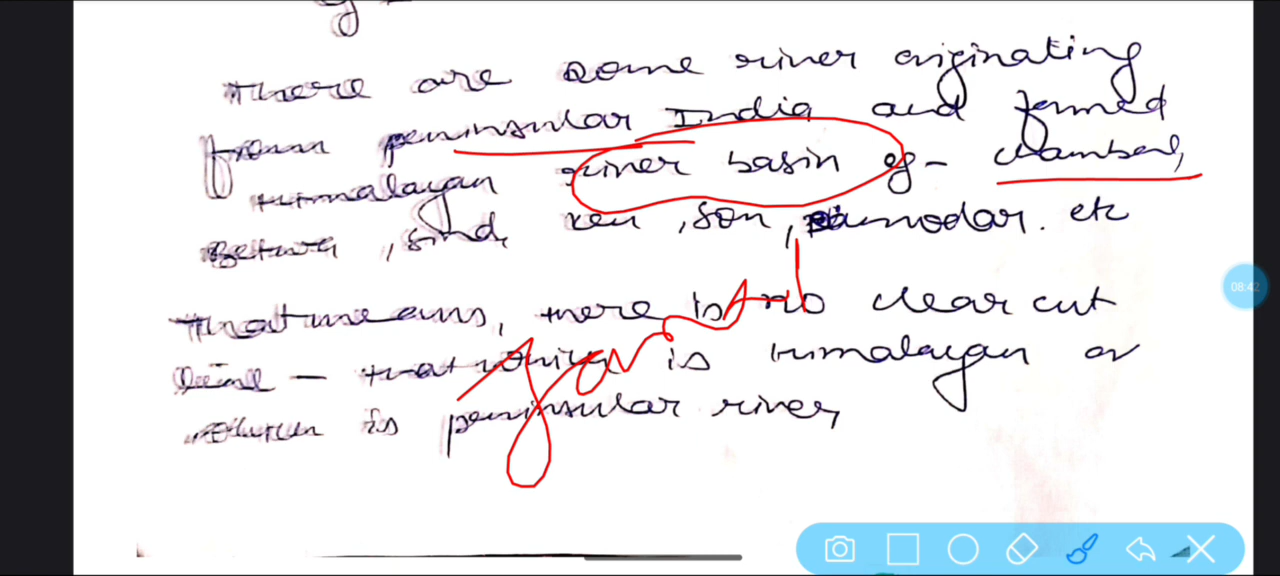 There are some river originating
from peninsular India and formed
Himalayan river basin eg - chambal,
Betwa, sind, ken, son, damodar. etc
That means, there is no clear cut
line - that which is Himalayan or
which is peninsular river,
08:42